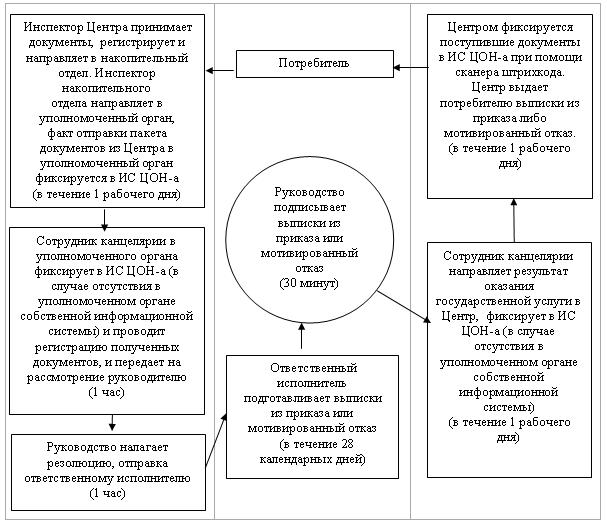 Инспектор Центра принимает
документы, регистрирует и
направляет в накопительный
отдел. Инспектор
накопительного
отдела направляет в
уполномоченный орган,
факт отправки пакета
документов из Центра в
уполномоченный орган
фиксируется в ИС ЦОН-а
(в течение 1 рабочего дня)
Сотрудник канцелярии в
уполномоченного органа
фиксирует в ИС ЦОН-а (в
случае отсутствия в
уполномоченном органе
собственной информационной
системы) и проводит
регистрацию полученных
документов, и передает на
рассмотрение руководителю
(1 час)
Руководство налагает
резолюцию, отправка
ответственному исполнителю
(1 час)
Потребитель
Руководство
подписывает
выписки из
приказа или
мотивированный
отказ
(30 минут)
Ответственный
исполнитель
подготавливает выписки
из приказа или
мотивированный отказ
(в течение 28
календарных дней)
Центром фиксируется
поступившие документы
в ИС ЦОН-а при помощи
сканера штрихкода.
Центр выдает
потребителю выписки из
приказа либо
мотивированный отказ.
(в течение 1 рабочего
дня)
Сотрудник канцелярии
направляет результат
оказания
государственной услуги в
Центр, фиксирует в ИС
ЦОН-а (в случае
отсутствия в
уполномоченном органе
собственной
информационной
системы)
(в течение 1 рабочего
дня)